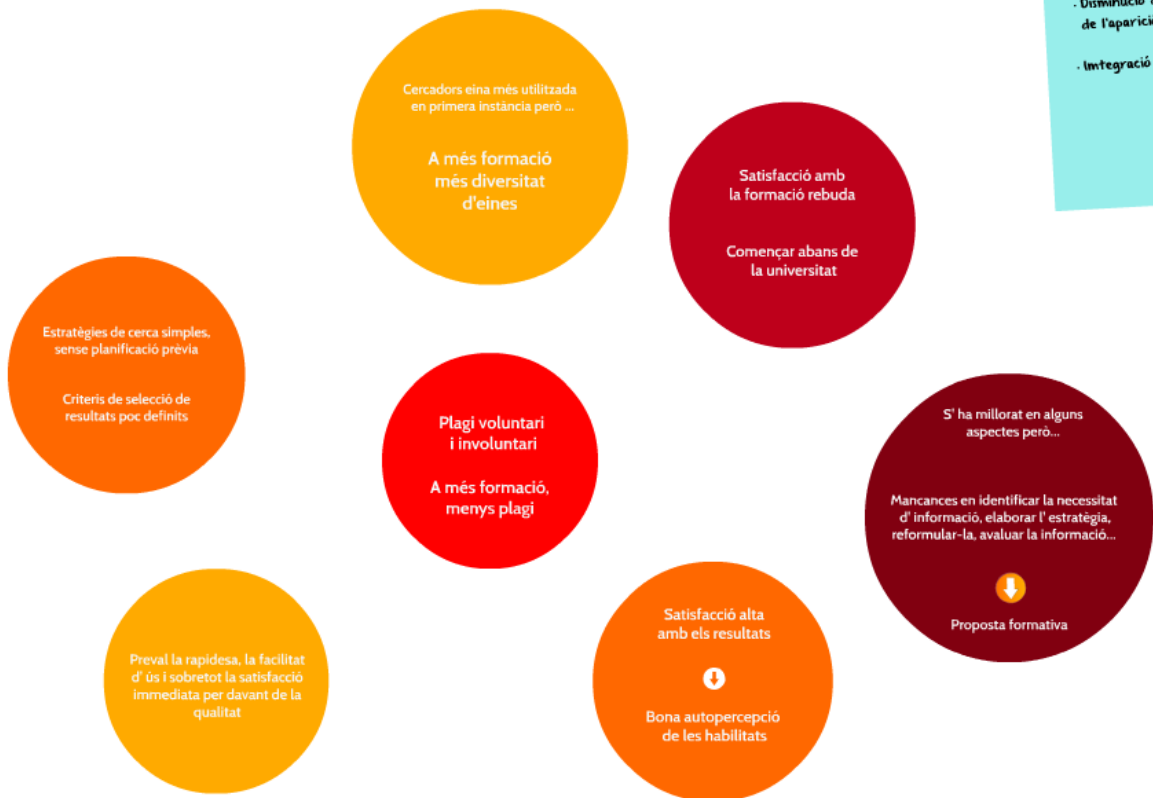 · Disminució
de l'aparició
· Imtegració
Cercadors eina més utilitzada
en primera instància però ...
A més formació
més diversitat
d'eines
Satisfacció amb
la formació rebuda
Començar abans de
la universitat
Estratègies de cerca simples,
sense planificació prèvia
Criteris de selecció de
resultats poc definits
Plagi voluntari
i involuntari
A més formació,
menys plagi
S' ha millorat en alguns
aspectes però...
Mancances en identificar la necessitat
d' informació, elaborar l' estratègia,
reformular-la, avaluar la informació...
Proposta formativa
Preval la rapidesa, la facilitat
d' ús i sobretot la satisfacció
immediata per davant de la
qualitat
Satisfacció alta
amb els resultats
Bona autopercepció
de les habilitats